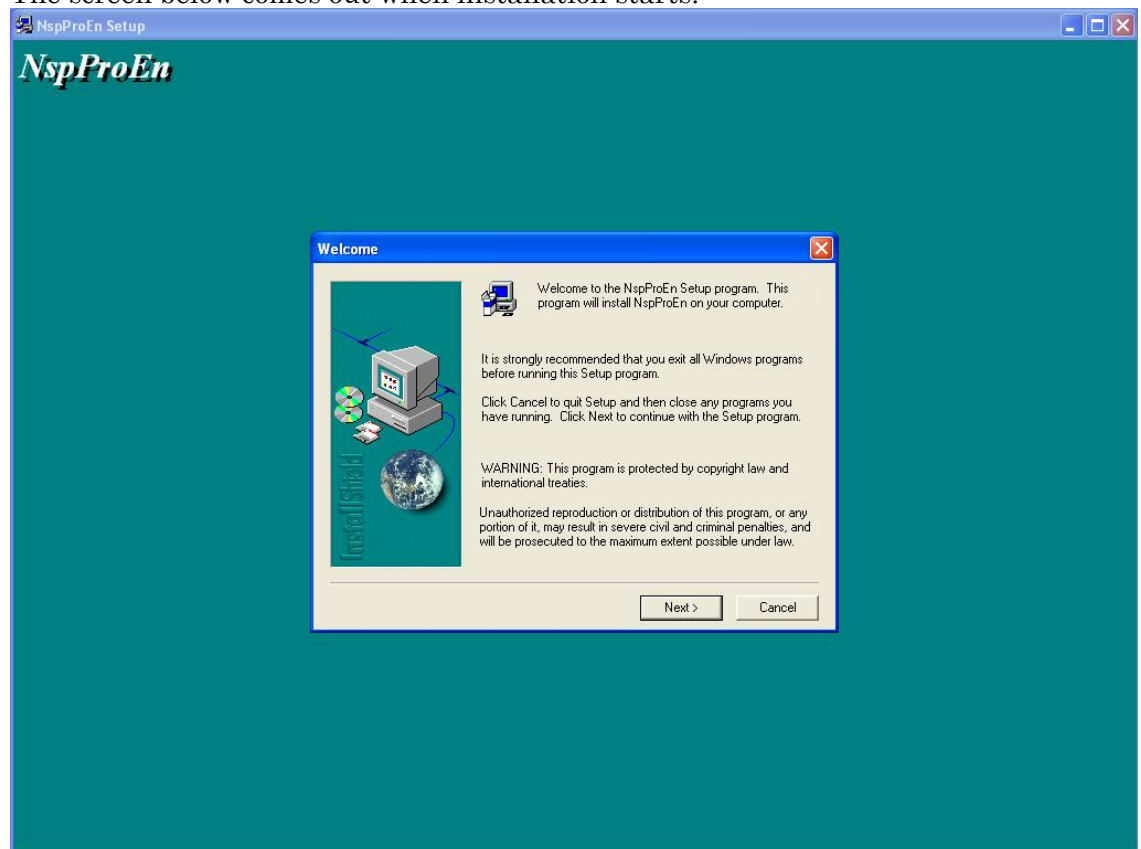 The screen below comes out when installation starts.
NspProEn Setup
NspProEn
Welcome
Welcome to the NspProEn Setup program.  This
program will install NspProEn on your computer.
It is strongly recommended that you exit all Windows programs
before running this Setup program.
Click Cancel to quit Setup and then close any programs you
have running.  Click Next to continue with the Setup program.
WARNING: This program is protected by copyright law and
international treaties.
Unauthorized reproduction or distribution of this program, or any
portion of it, may result in severe civil and criminal penalties, and
will be prosecuted to the maximum extent possible under law.
InstallShield
Next >
Cancel